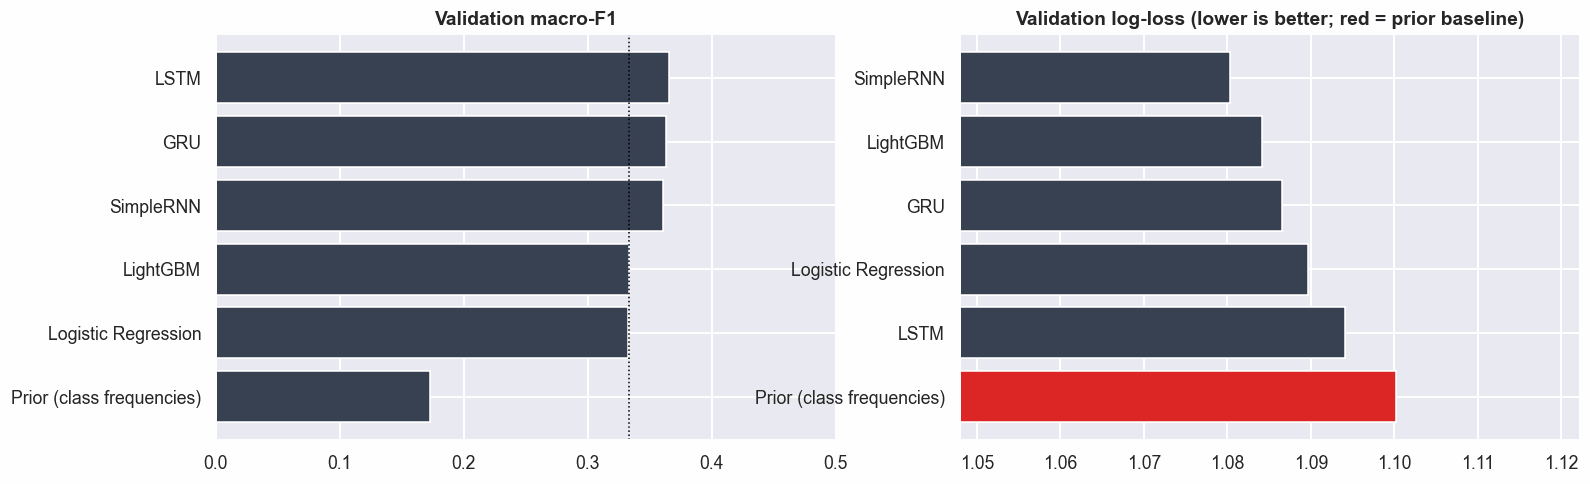 Validation macro-F1
LSTM
GRU
SimpleRNN
LightGBM
Logistic Regression
Prior (class frequencies)
0.0 0.1 0.2 0.3 0.4 0.5
Validation log-loss (lower is better; red = prior baseline)
SimpleRNN
LightGBM
GRU
Logistic Regression
LSTM
Prior (class frequencies)
1.05 1.06 1.07 1.08 1.09 1.10 1.11 1.12